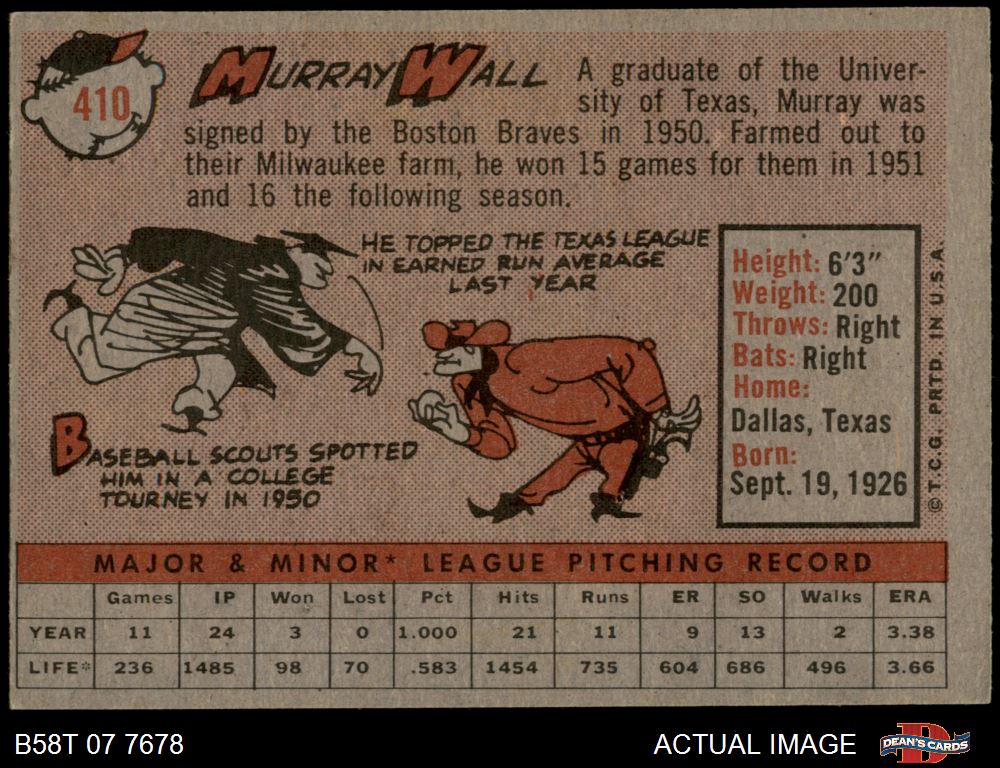 410
MURRAY WALL
A graduate of the Univer-
sity of Texas, Murray was
signed by the Boston Braves in 1950. Farmed out to
their Milwaukee farm, he won 15 games for them in 1951
and 16 the following season.
HE TOPPED THE TEXAS LEAGUE
IN EARNED RUN AVERAGE
LAST YEAR
BASEBALL SCOUTS SPOTTED
HIM IN A COLLEGE
TOURNEY IN 1950
Height: 6'3"
Weight: 200
Throws: Right
Bats: Right
Home:
Dallas, Texas
Born:
Sept. 19, 1926
© T.C.G. PRTD. IN U.S.A.
MAJOR & MINOR* LEAGUE PITCHING RECORD
Games IP Won Lost Pct Hits Runs ER SO Walks ERA
YEAR 11 24 3 0 1.000 21 11 9 13 2 3.38
LIFE* 236 1485 98 70 .583 1454 735 604 686 496 3.66
B58T 07 7678
ACTUAL IMAGE
DEAN'S CARDS